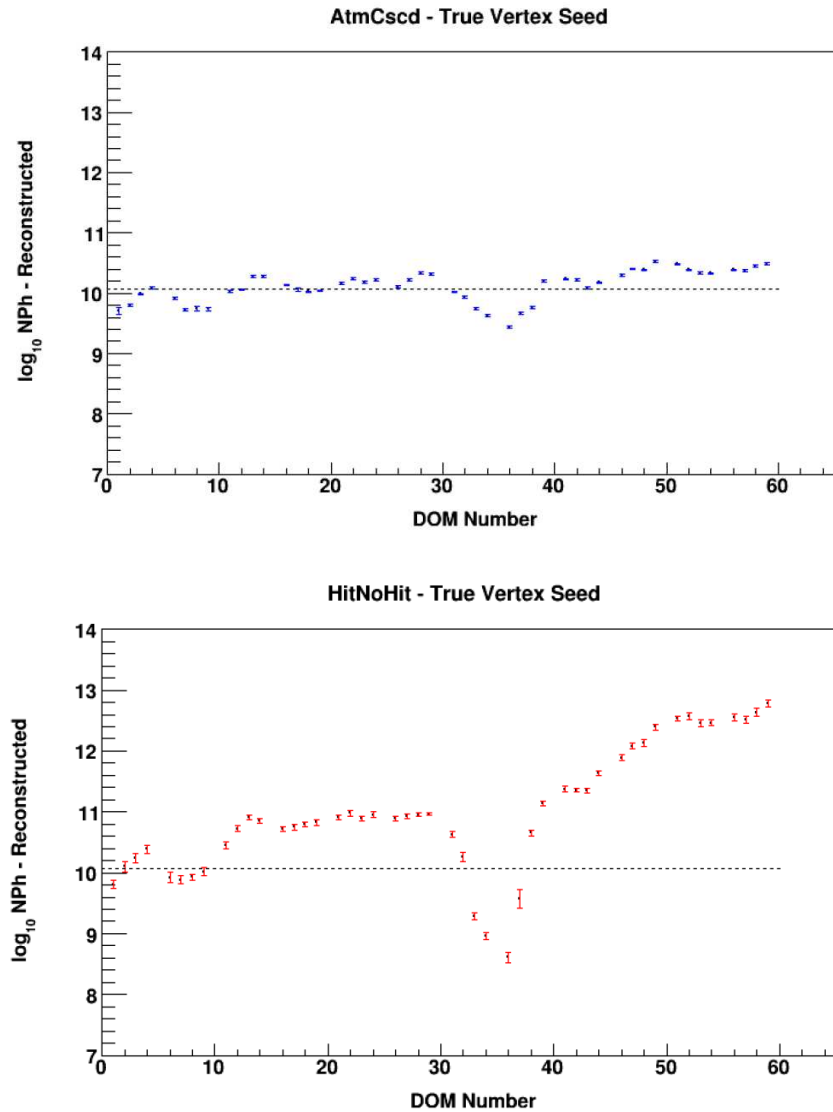 AtmCscd - True Vertex Seed
log10 NPh - Reconstructed
14
13
12
11
10
9
8
7
0 10 20 30 40 50 60
DOM Number
HitNoHit - True Vertex Seed
log10 NPh - Reconstructed
14
13
12
11
10
9
8
7
0 10 20 30 40 50 60
DOM Number